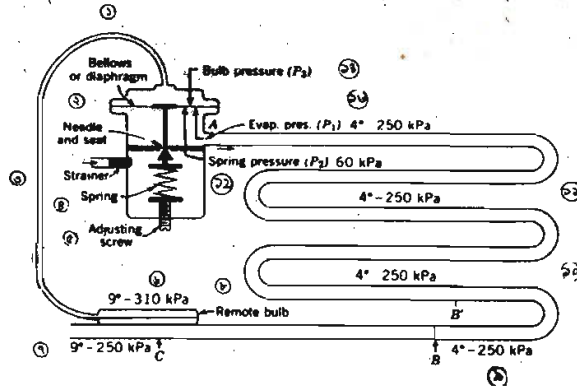 Bellows
or diaphragm
Bulb pressure (P₃)
A
Needle
and seat
Evap. pres. (P₁) 4° 250 kPa
Strainer
Spring pressure (P₂) 60 kPa
Spring
Adjusting
screw
4°-250 kPa
4° 250 kPa
9°-310 kPa
Remote bulb
B'
9°-250 kPa
C
B
4°-250 kPa